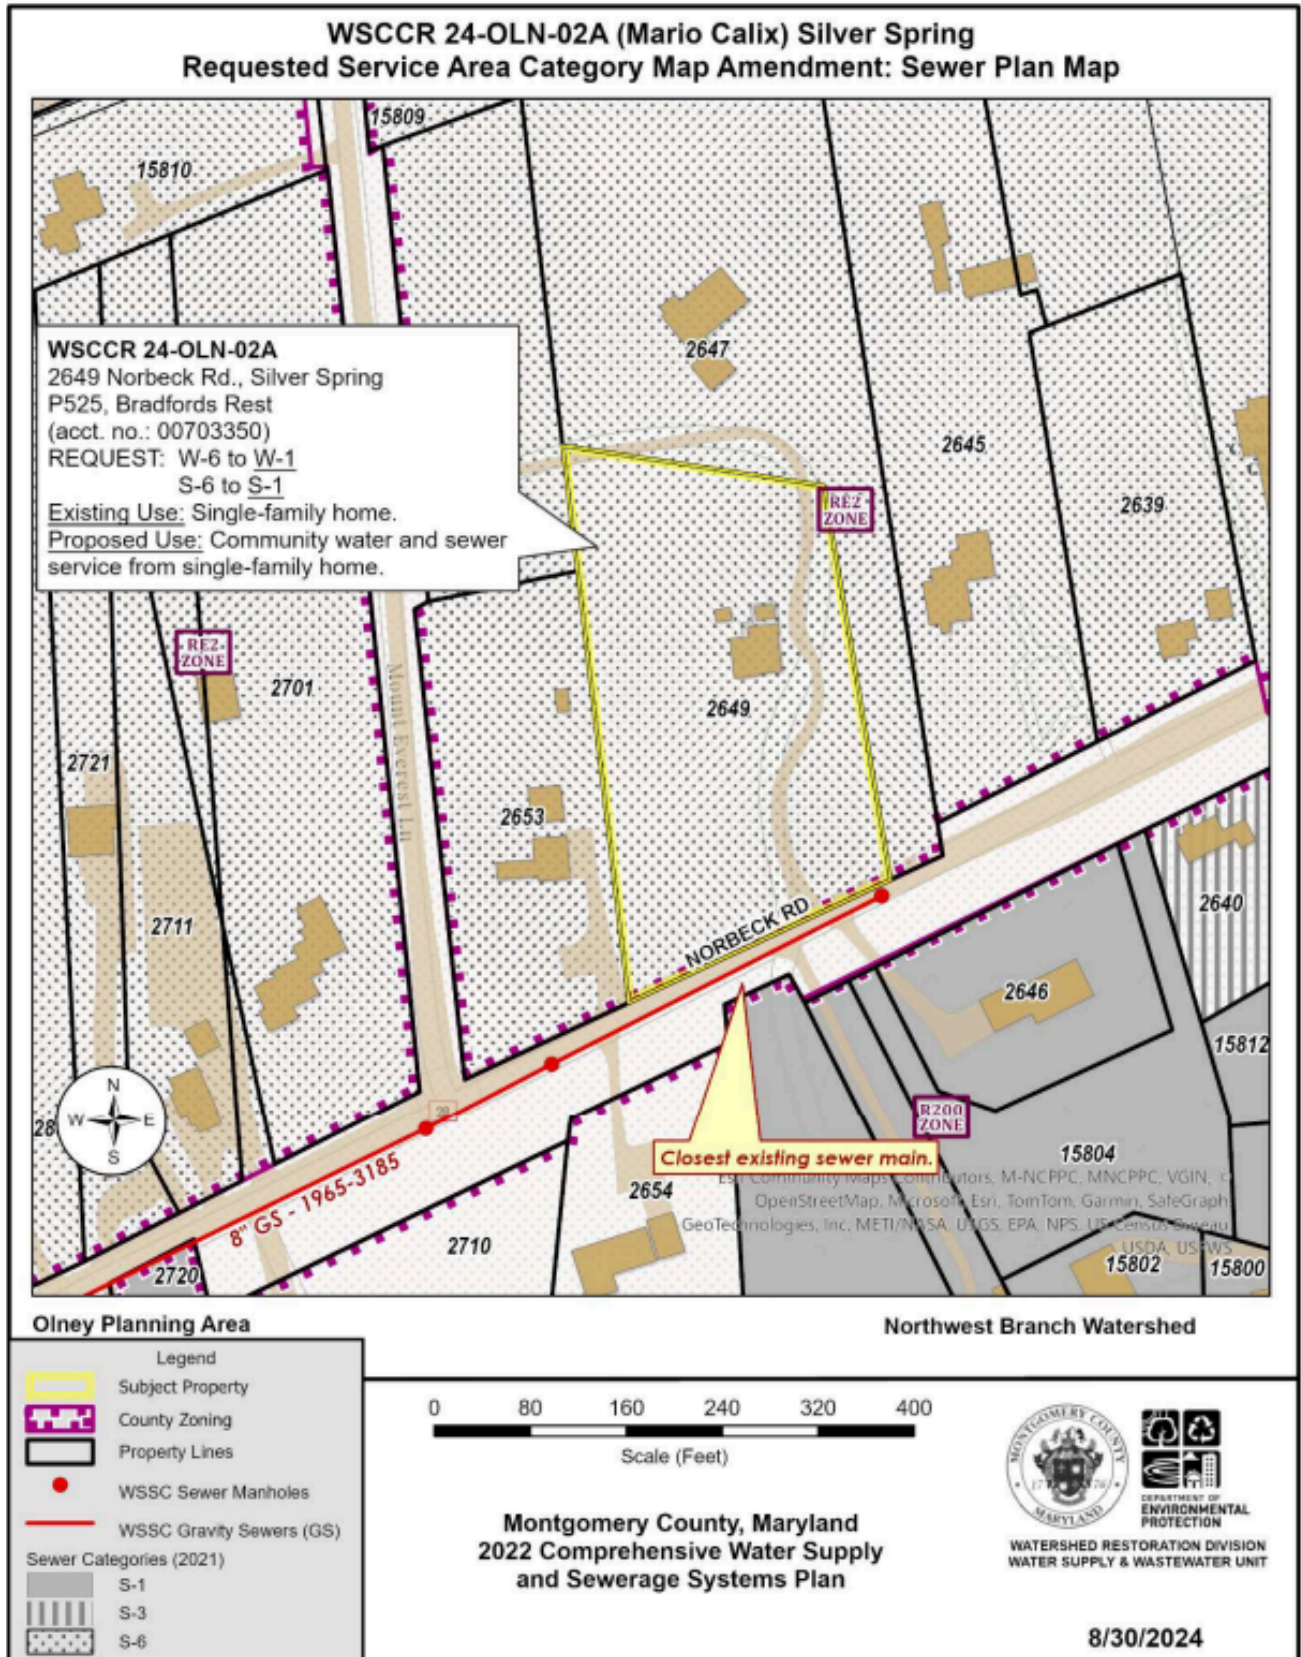 WSCCR 24-OLN-02A (Mario Calix) Silver Spring
Requested Service Area Category Map Amendment: Sewer Plan Map
15809
15810
2647
WSCCR 24-OLN-02A
2649 Norbeck Rd., Silver Spring
P525, Bradfords Rest
(acct. no.: 00703350)
REQUEST: W-6 to W-1
S-6 to S-1
Existing Use: Single-family home.
Proposed Use: Community water and sewer
service from single-family home.
2645
2639
RE2
ZONE
RE2
ZONE
2701
Mount Everest Ln
2649
2721
2653
2711
NORBECK RD
2640
2646
15812
N
W E
S
28
28
R200
ZONE
Closest existing sewer main.
15804
8" GS - 1965-3185
2654
2710
2720
Esri Community Maps Contributors, M-NCPPC, MNCPPC, VGIN, ©
OpenStreetMap, Microsoft, Esri, TomTom, Garmin, SafeGraph,
GeoTechnologies, Inc, METI/NASA, USGS, EPA, NPS, US Census Bureau,
USDA, USFWS
15802
15800
Olney Planning Area
Northwest Branch Watershed
Legend
Subject Property
County Zoning
Property Lines
WSSC Sewer Manholes
WSSC Gravity Sewers (GS)
Sewer Categories (2021)
S-1
S-3
S-6
0 80 160 240 320 400
Scale (Feet)
Montgomery County, Maryland
2022 Comprehensive Water Supply
and Sewerage Systems Plan
MONTGOMERY COUNTY
17 76
MARYLAND
DEPARTMENT OF
ENVIRONMENTAL
PROTECTION
WATERSHED RESTORATION DIVISION
WATER SUPPLY & WASTEWATER UNIT
8/30/2024